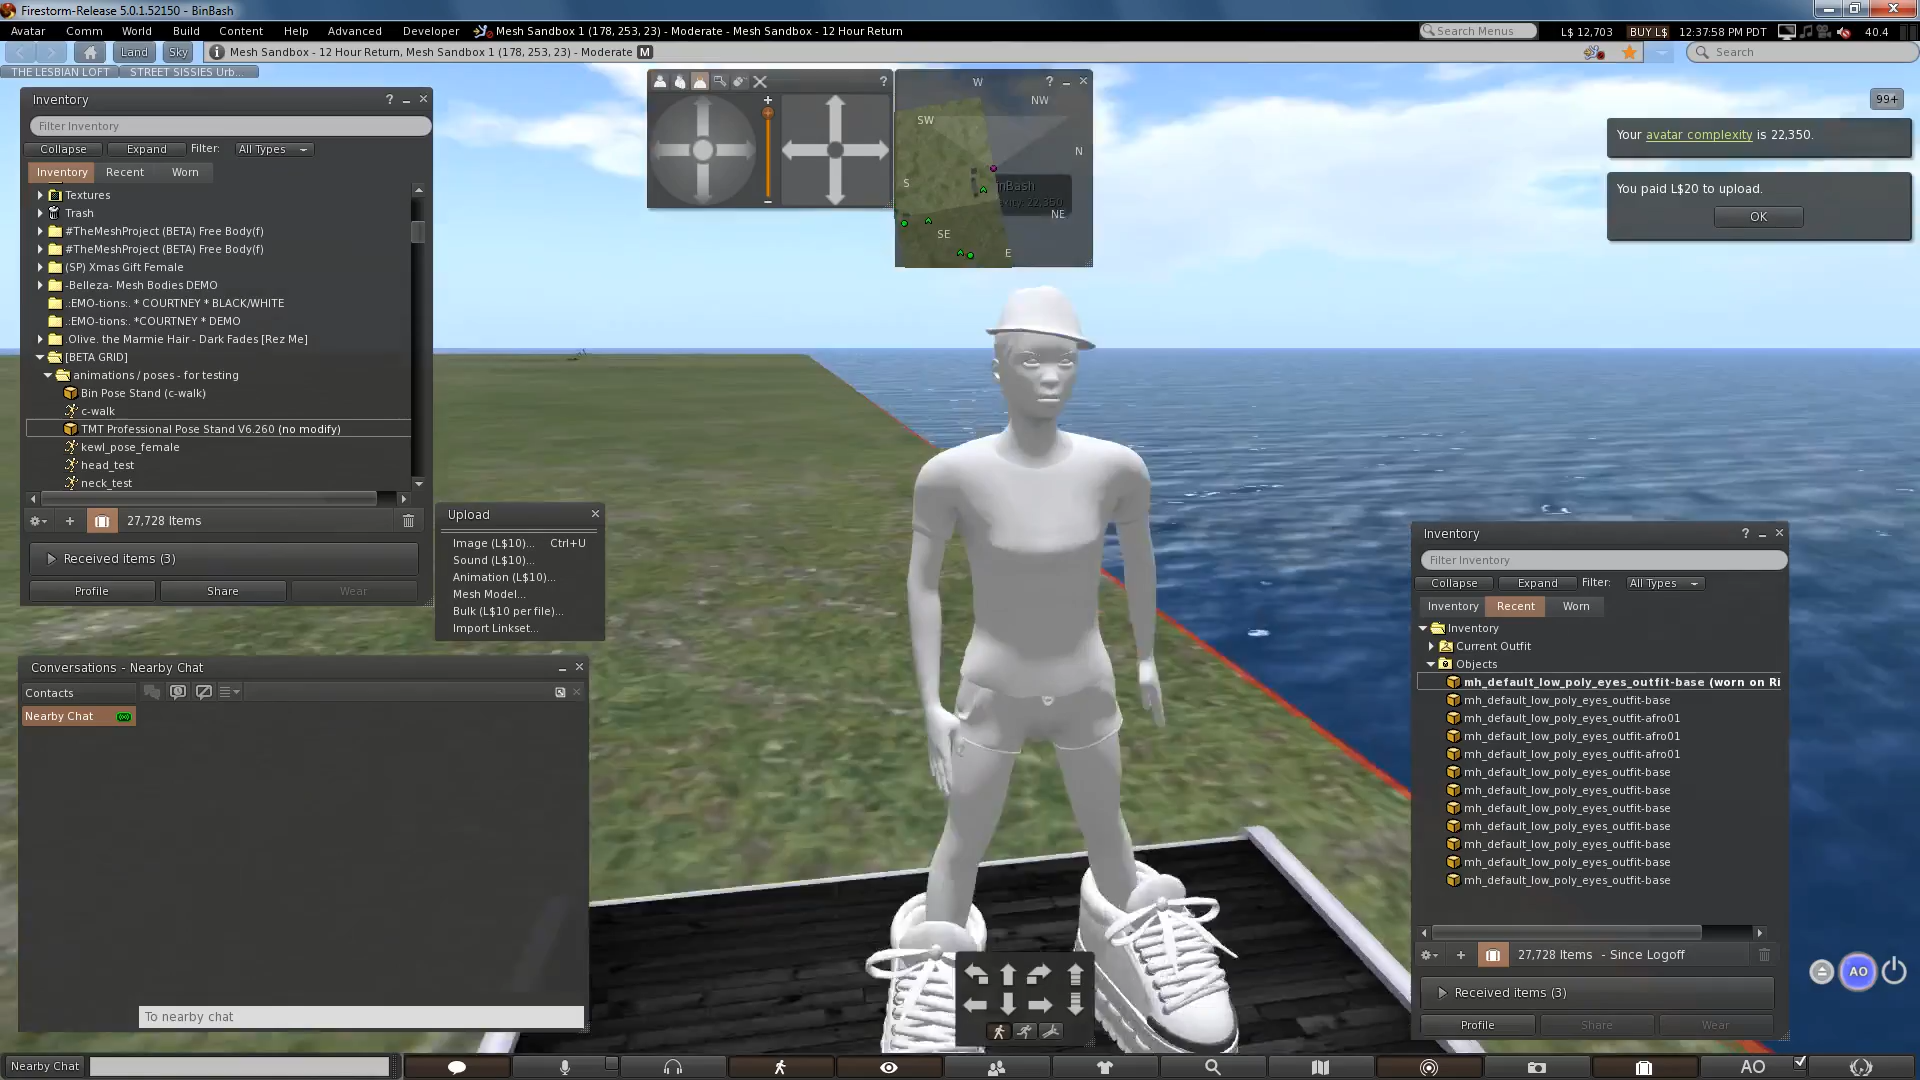 Firestorm-Release 5.0.1.52150 - BinBash
Avatar Comm World Build Content Help Advanced Developer Mesh Sandbox 1 (178, 253, 23) - Moderate - Mesh Sandbox - 12 Hour Return
Search Menus L$ 12,703 BUY L$ 12:37:58 PM PDT 40.4
Land Sky Mesh Sandbox - 12 Hour Return, Mesh Sandbox 1 (178, 253, 23) - Moderate M
Search
THE LESBIAN LOFT STREET SISSIES Urb...
Inventory ?
Filter Inventory
Collapse Expand Filter: All Types
Inventory Recent Worn
Textures
Trash
#TheMeshProject (BETA) Free Body(f)
#TheMeshProject (BETA) Free Body(f)
(SP) Xmas Gift Female
-Belleza- Mesh Bodies DEMO
.:EMO-tions:. * COURTNEY * BLACK/WHITE
.:EMO-tions:. *COURTNEY * DEMO
.Olive. the Marmie Hair - Dark Fades [Rez Me]
[BETA GRID]
animations / poses - for testing
Bin Pose Stand (c-walk)
c-walk
TMT Professional Pose Stand V6.260 (no modify)
kewl_pose_female
head_test
neck_test
27,728 Items
Received items (3)
Profile Share Wear
Upload
Image (L$10)... Ctrl+U
Sound (L$10)...
Animation (L$10)...
Mesh Model...
Bulk (L$10 per file)...
Import Linkset...
Conversations - Nearby Chat
Contacts
Nearby Chat
To nearby chat
?
?
W
NW
SW
N
S
nBash
22,350
NE
SE
E
99+
Your avatar complexity is 22,350.
You paid L$20 to upload.
OK
Inventory ?
Filter Inventory
Collapse Expand Filter: All Types
Inventory Recent Worn
Inventory
Current Outfit
Objects
mh_default_low_poly_eyes_outfit-base (worn on Ri
mh_default_low_poly_eyes_outfit-base
mh_default_low_poly_eyes_outfit-afro01
mh_default_low_poly_eyes_outfit-afro01
mh_default_low_poly_eyes_outfit-afro01
mh_default_low_poly_eyes_outfit-base
mh_default_low_poly_eyes_outfit-base
mh_default_low_poly_eyes_outfit-base
mh_default_low_poly_eyes_outfit-base
mh_default_low_poly_eyes_outfit-base
mh_default_low_poly_eyes_outfit-base
mh_default_low_poly_eyes_outfit-base
27,728 Items - Since Logoff
Received items (3)
Profile Share Wear
AO
Nearby Chat
AO